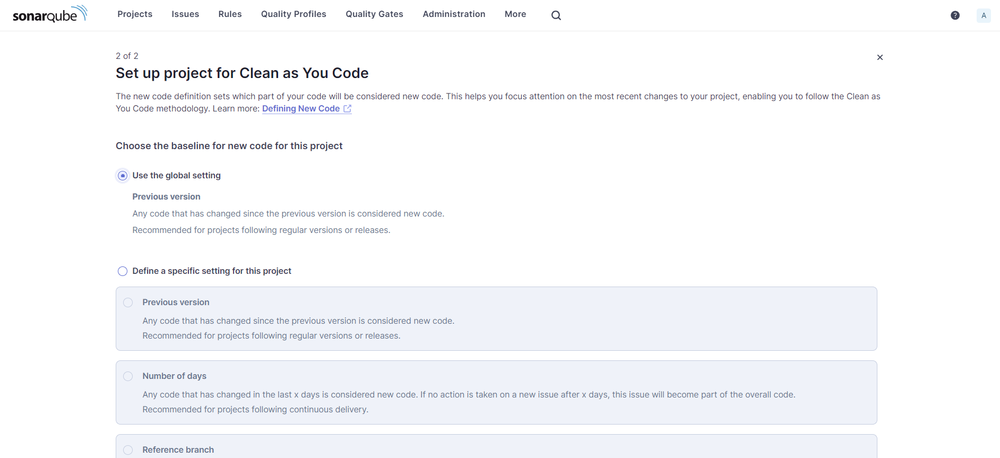 sonarqube
Projects Issues Rules Quality Profiles Quality Gates Administration More ? A
2 of 2
Set up project for Clean as You Code
The new code definition sets which part of your code will be considered new code. This helps you focus attention on the most recent changes to your project, enabling you to follow the Clean as
You Code methodology. Learn more: Defining New Code
Choose the baseline for new code for this project
Use the global setting
Previous version
Any code that has changed since the previous version is considered new code.
Recommended for projects following regular versions or releases.
Define a specific setting for this project
Previous version
Any code that has changed since the previous version is considered new code.
Recommended for projects following regular versions or releases.
Number of days
Any code that has changed in the last x days is considered new code. If no action is taken on a new issue after x days, this issue will become part of the overall code.
Recommended for projects following continuous delivery.
Reference branch